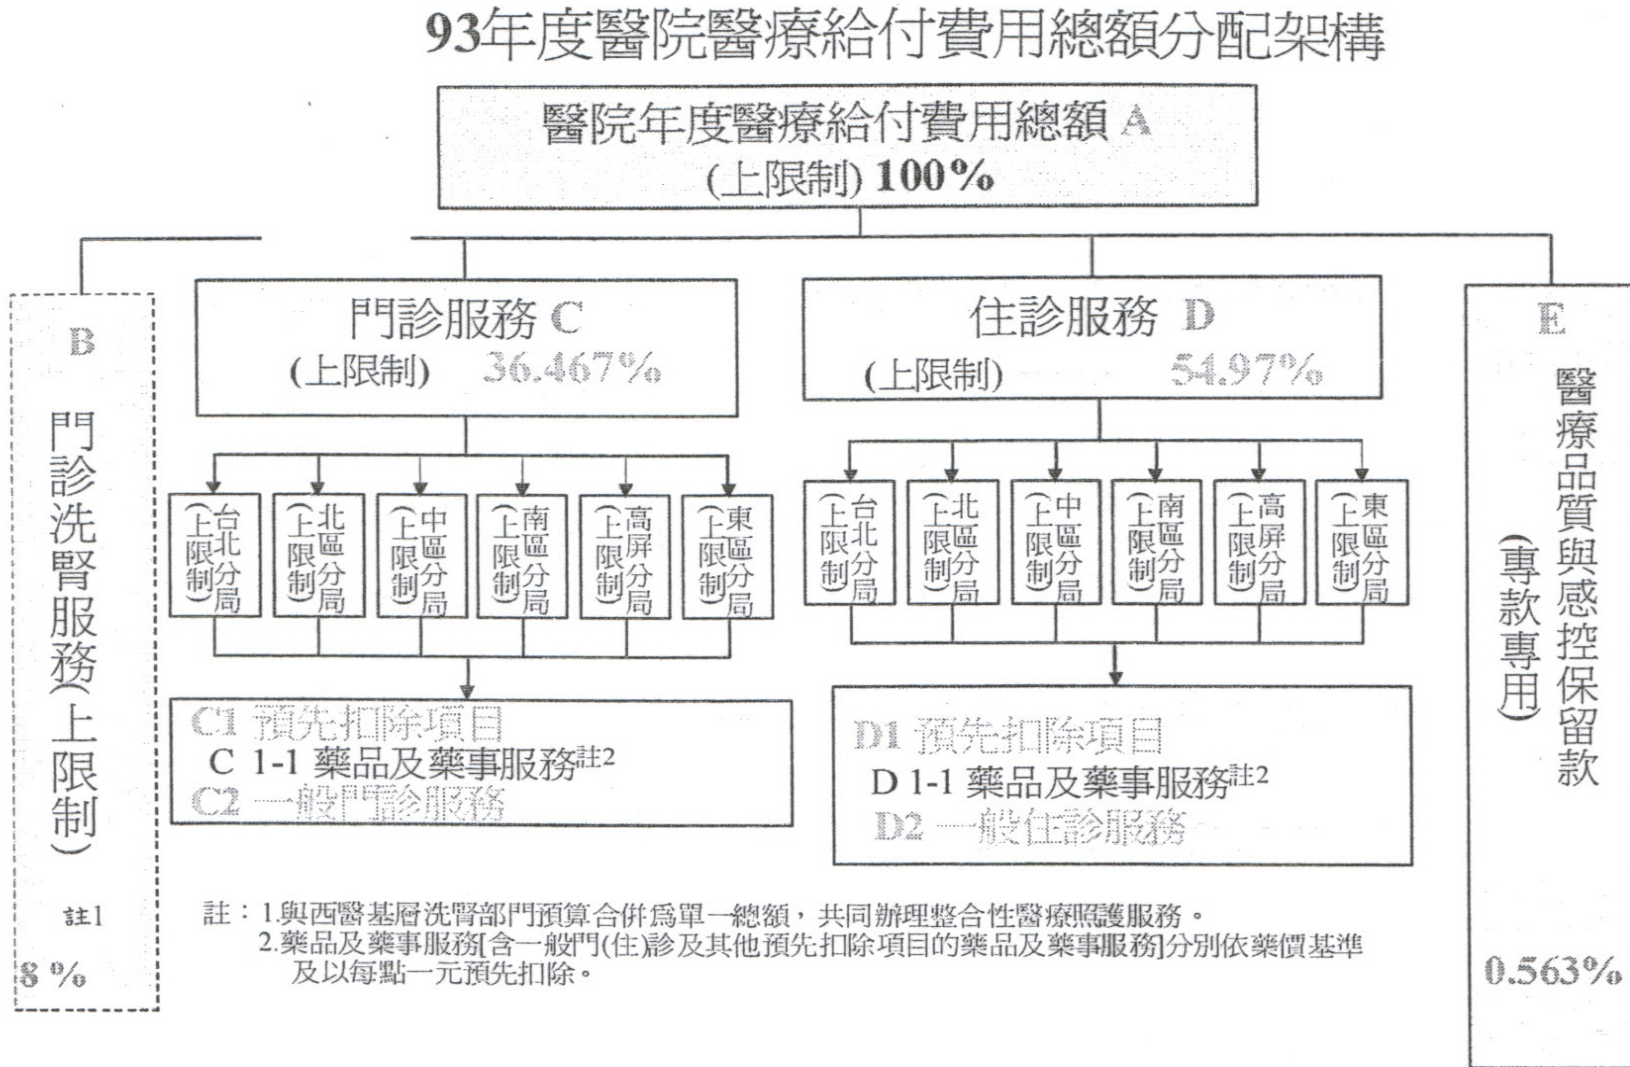 93年度醫院醫療給付費用總額分配架構
醫院年度醫療給付費用總額 A
(上限制) 100%
B
門診洗腎服務(上限制)
註1
8%
門診服務 C
(上限制) 36.467%
台北分局
(上限制)
北區分局
(上限制)
中區分局
(上限制)
南區分局
(上限制)
高屏分局
(上限制)
東區分局
(上限制)
C1 預先扣除項目
C 1-1 藥品及藥事服務註2
C2 一般門診服務
住診服務 D
(上限制) 54.97%
台北分局
(上限制)
北區分局
(上限制)
中區分局
(上限制)
南區分局
(上限制)
高屏分局
(上限制)
東區分局
(上限制)
D1 預先扣除項目
D 1-1 藥品及藥事服務註2
D2 一般住診服務
E
醫療品質與感控保留款
(專款專用)
0.563%
註：1.與西醫基層洗腎部門預算合併為單一總額，共同辦理整合性醫療照護服務。
2.藥品及藥事服務[含一般門(住)診及其他預先扣除項目的藥品及藥事服務]分別依藥價基準
及以每點一元預先扣除。